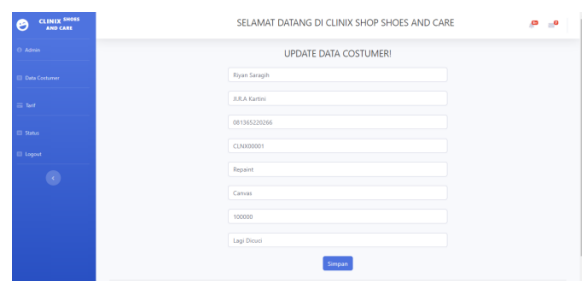 CLINIX SHOES
AND CARE
SELAMAT DATANG DI CLINIX SHOP SHOES AND CARE
Admin
Data Costumer
Tarif
Status
Logout
UPDATE DATA COSTUMER!
Riyan Saragih
Jl.R.A Kartini
081365220266
CLNX00001
Repaint
Canvas
100000
Lagi Dicuci
Simpan